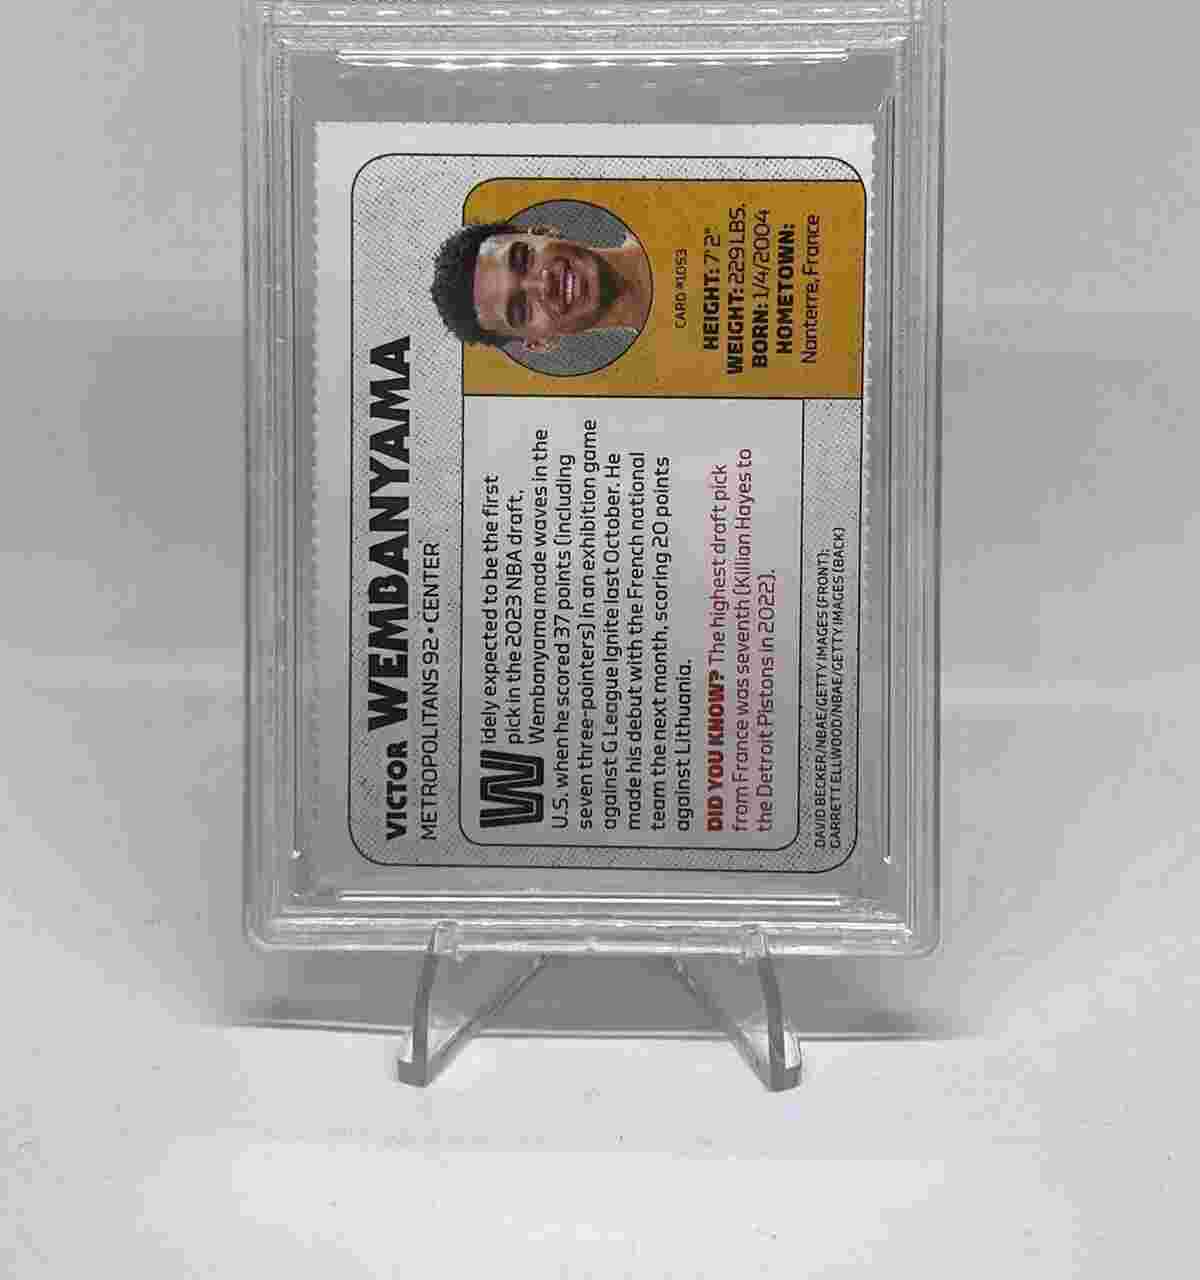 VICTOR WEMBANYAMA
METROPOLITANS 92 • CENTER
Widely expected to be the first
pick in the 2023 NBA draft,
Wembanyama made waves in the
U.S. when he scored 37 points (including
seven three-pointers) in an exhibition game
against G League Ignite last October. He
made his debut with the French national
team the next month, scoring 20 points
against Lithuania.
DID YOU KNOW? The highest draft pick
from France was seventh (Killian Hayes to
the Detroit Pistons in 2022).
DAVID BECKER/NBAE/GETTY IMAGES (FRONT);
GARRETT ELLWOOD/NBAE/GETTY IMAGES (BACK)
CARD #1053
HEIGHT: 7' 2"
WEIGHT: 229 LBS.
BORN: 1/4/2004
HOMETOWN:
Nanterre, France